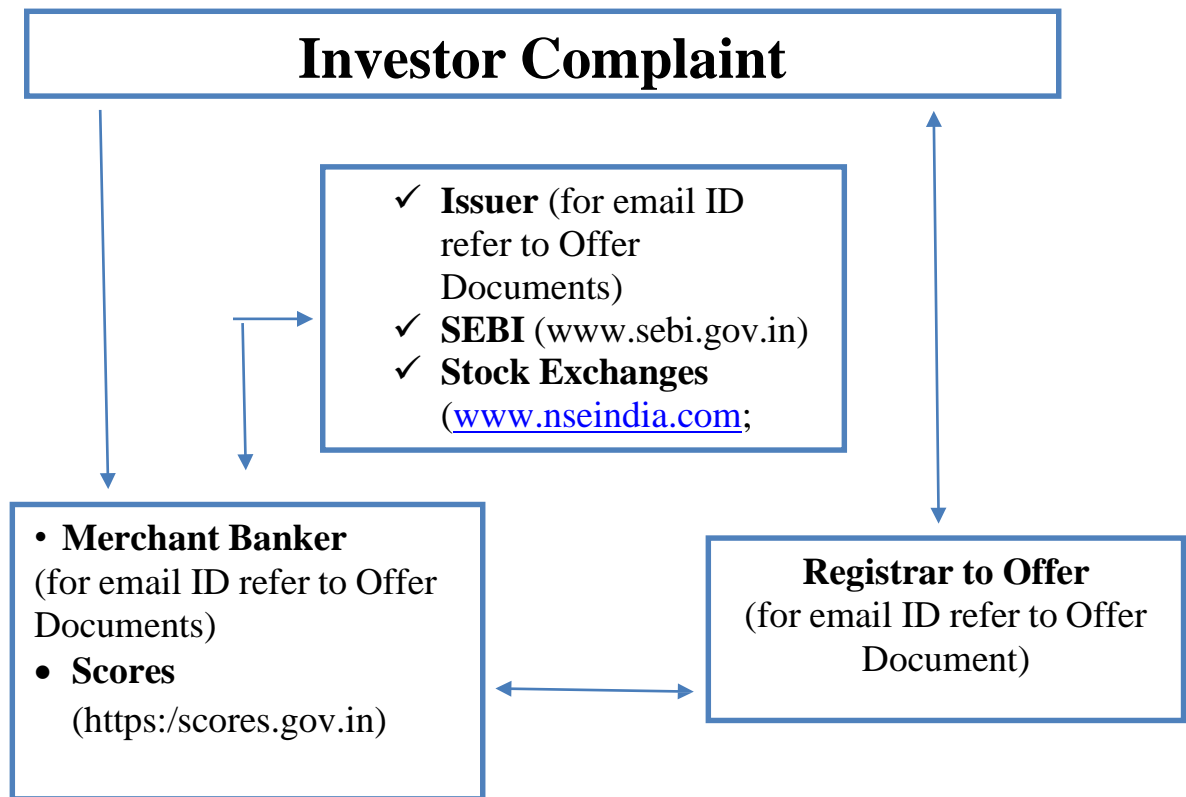 Investor Complaint
✓ Issuer (for email ID
refer to Offer
Documents)
✓ SEBI (www.sebi.gov.in)
✓ Stock Exchanges
(www.nseindia.com;
• Merchant Banker
(for email ID refer to Offer
Documents)
• Scores
(https:/scores.gov.in)
Registrar to Offer
(for email ID refer to Offer
Document)